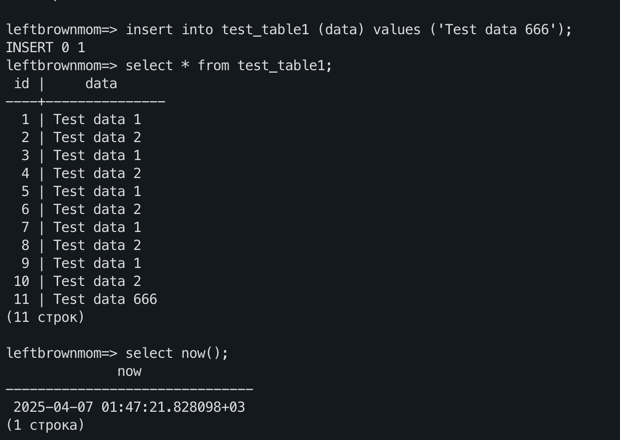 leftbrownmom=> insert into test_table1 (data) values ('Test data 666');
INSERT 0 1
leftbrownmom=> select * from test_table1;
 id |     data
----+---------------
  1 | Test data 1
  2 | Test data 2
  3 | Test data 1
  4 | Test data 2
  5 | Test data 1
  6 | Test data 2
  7 | Test data 1
  8 | Test data 2
  9 | Test data 1
 10 | Test data 2
 11 | Test data 666
(11 строк)
leftbrownmom=> select now();
              now
-------------------------------
 2025-04-07 01:47:21.828098+03
(1 строка)